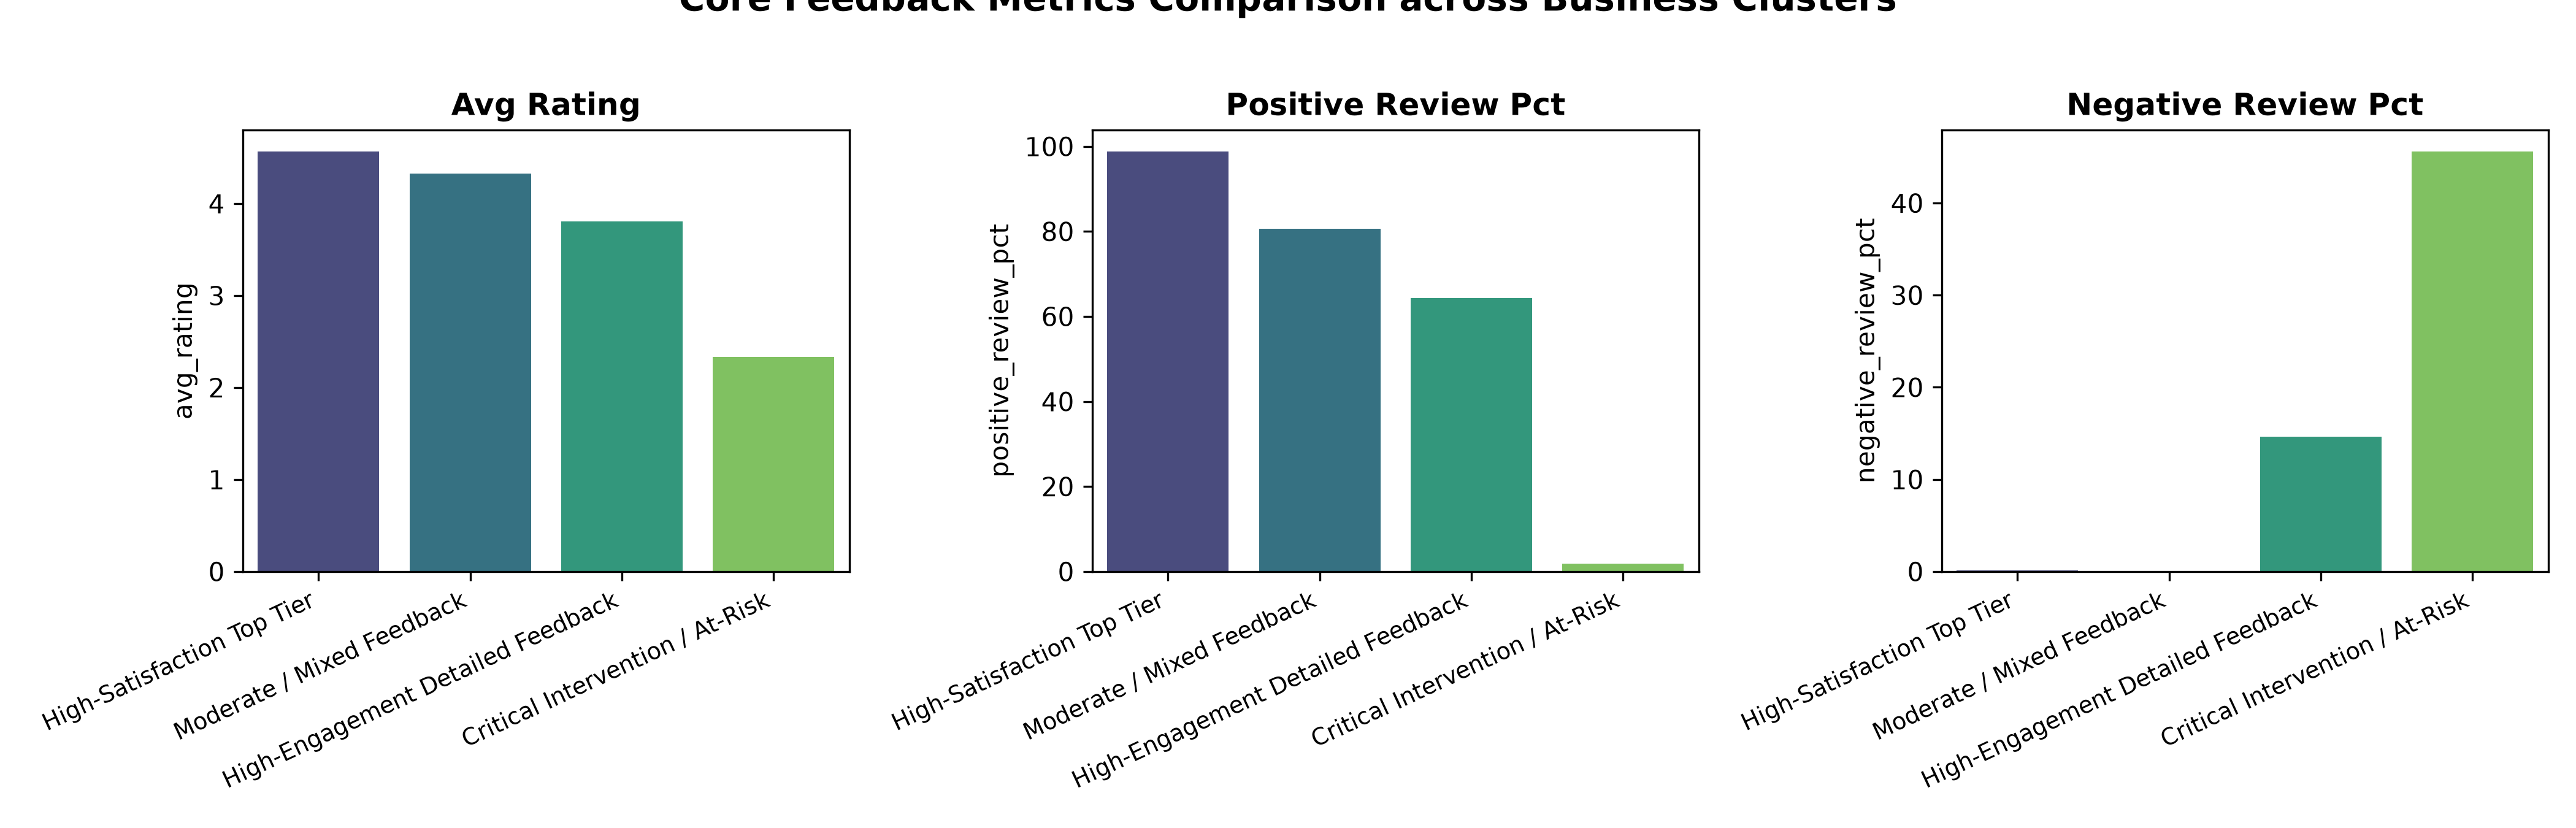 Core Feedback Metrics Comparison across Business Clusters
Avg Rating
avg_rating
4
3
2
1
0
High-Satisfaction Top Tier
Moderate / Mixed Feedback
High-Engagement Detailed Feedback
Critical Intervention / At-Risk
Positive Review Pct
positive_review_pct
100
80
60
40
20
0
High-Satisfaction Top Tier
Moderate / Mixed Feedback
High-Engagement Detailed Feedback
Critical Intervention / At-Risk
Negative Review Pct
negative_review_pct
40
30
20
10
0
High-Satisfaction Top Tier
Moderate / Mixed Feedback
High-Engagement Detailed Feedback
Critical Intervention / At-Risk